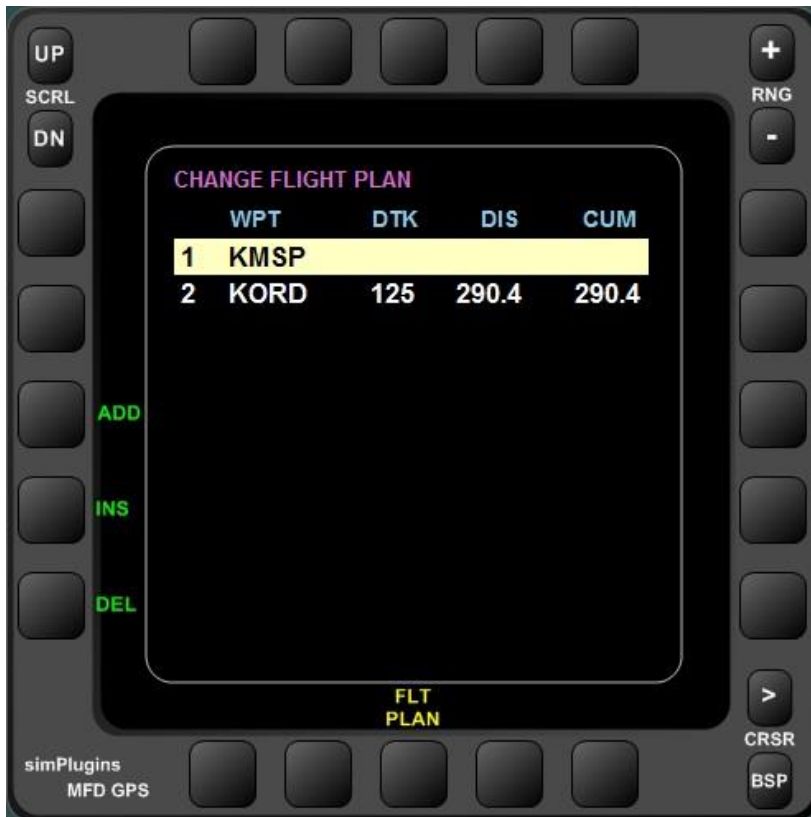 UP
SCRL
DN
+
RNG
-
CHANGE FLIGHT PLAN
WPT DTK DIS CUM
1 KMSP
2 KORD 125 290.4 290.4
ADD
INS
DEL
FLT
PLAN
>
CRSR
BSP
simPlugins
MFD GPS